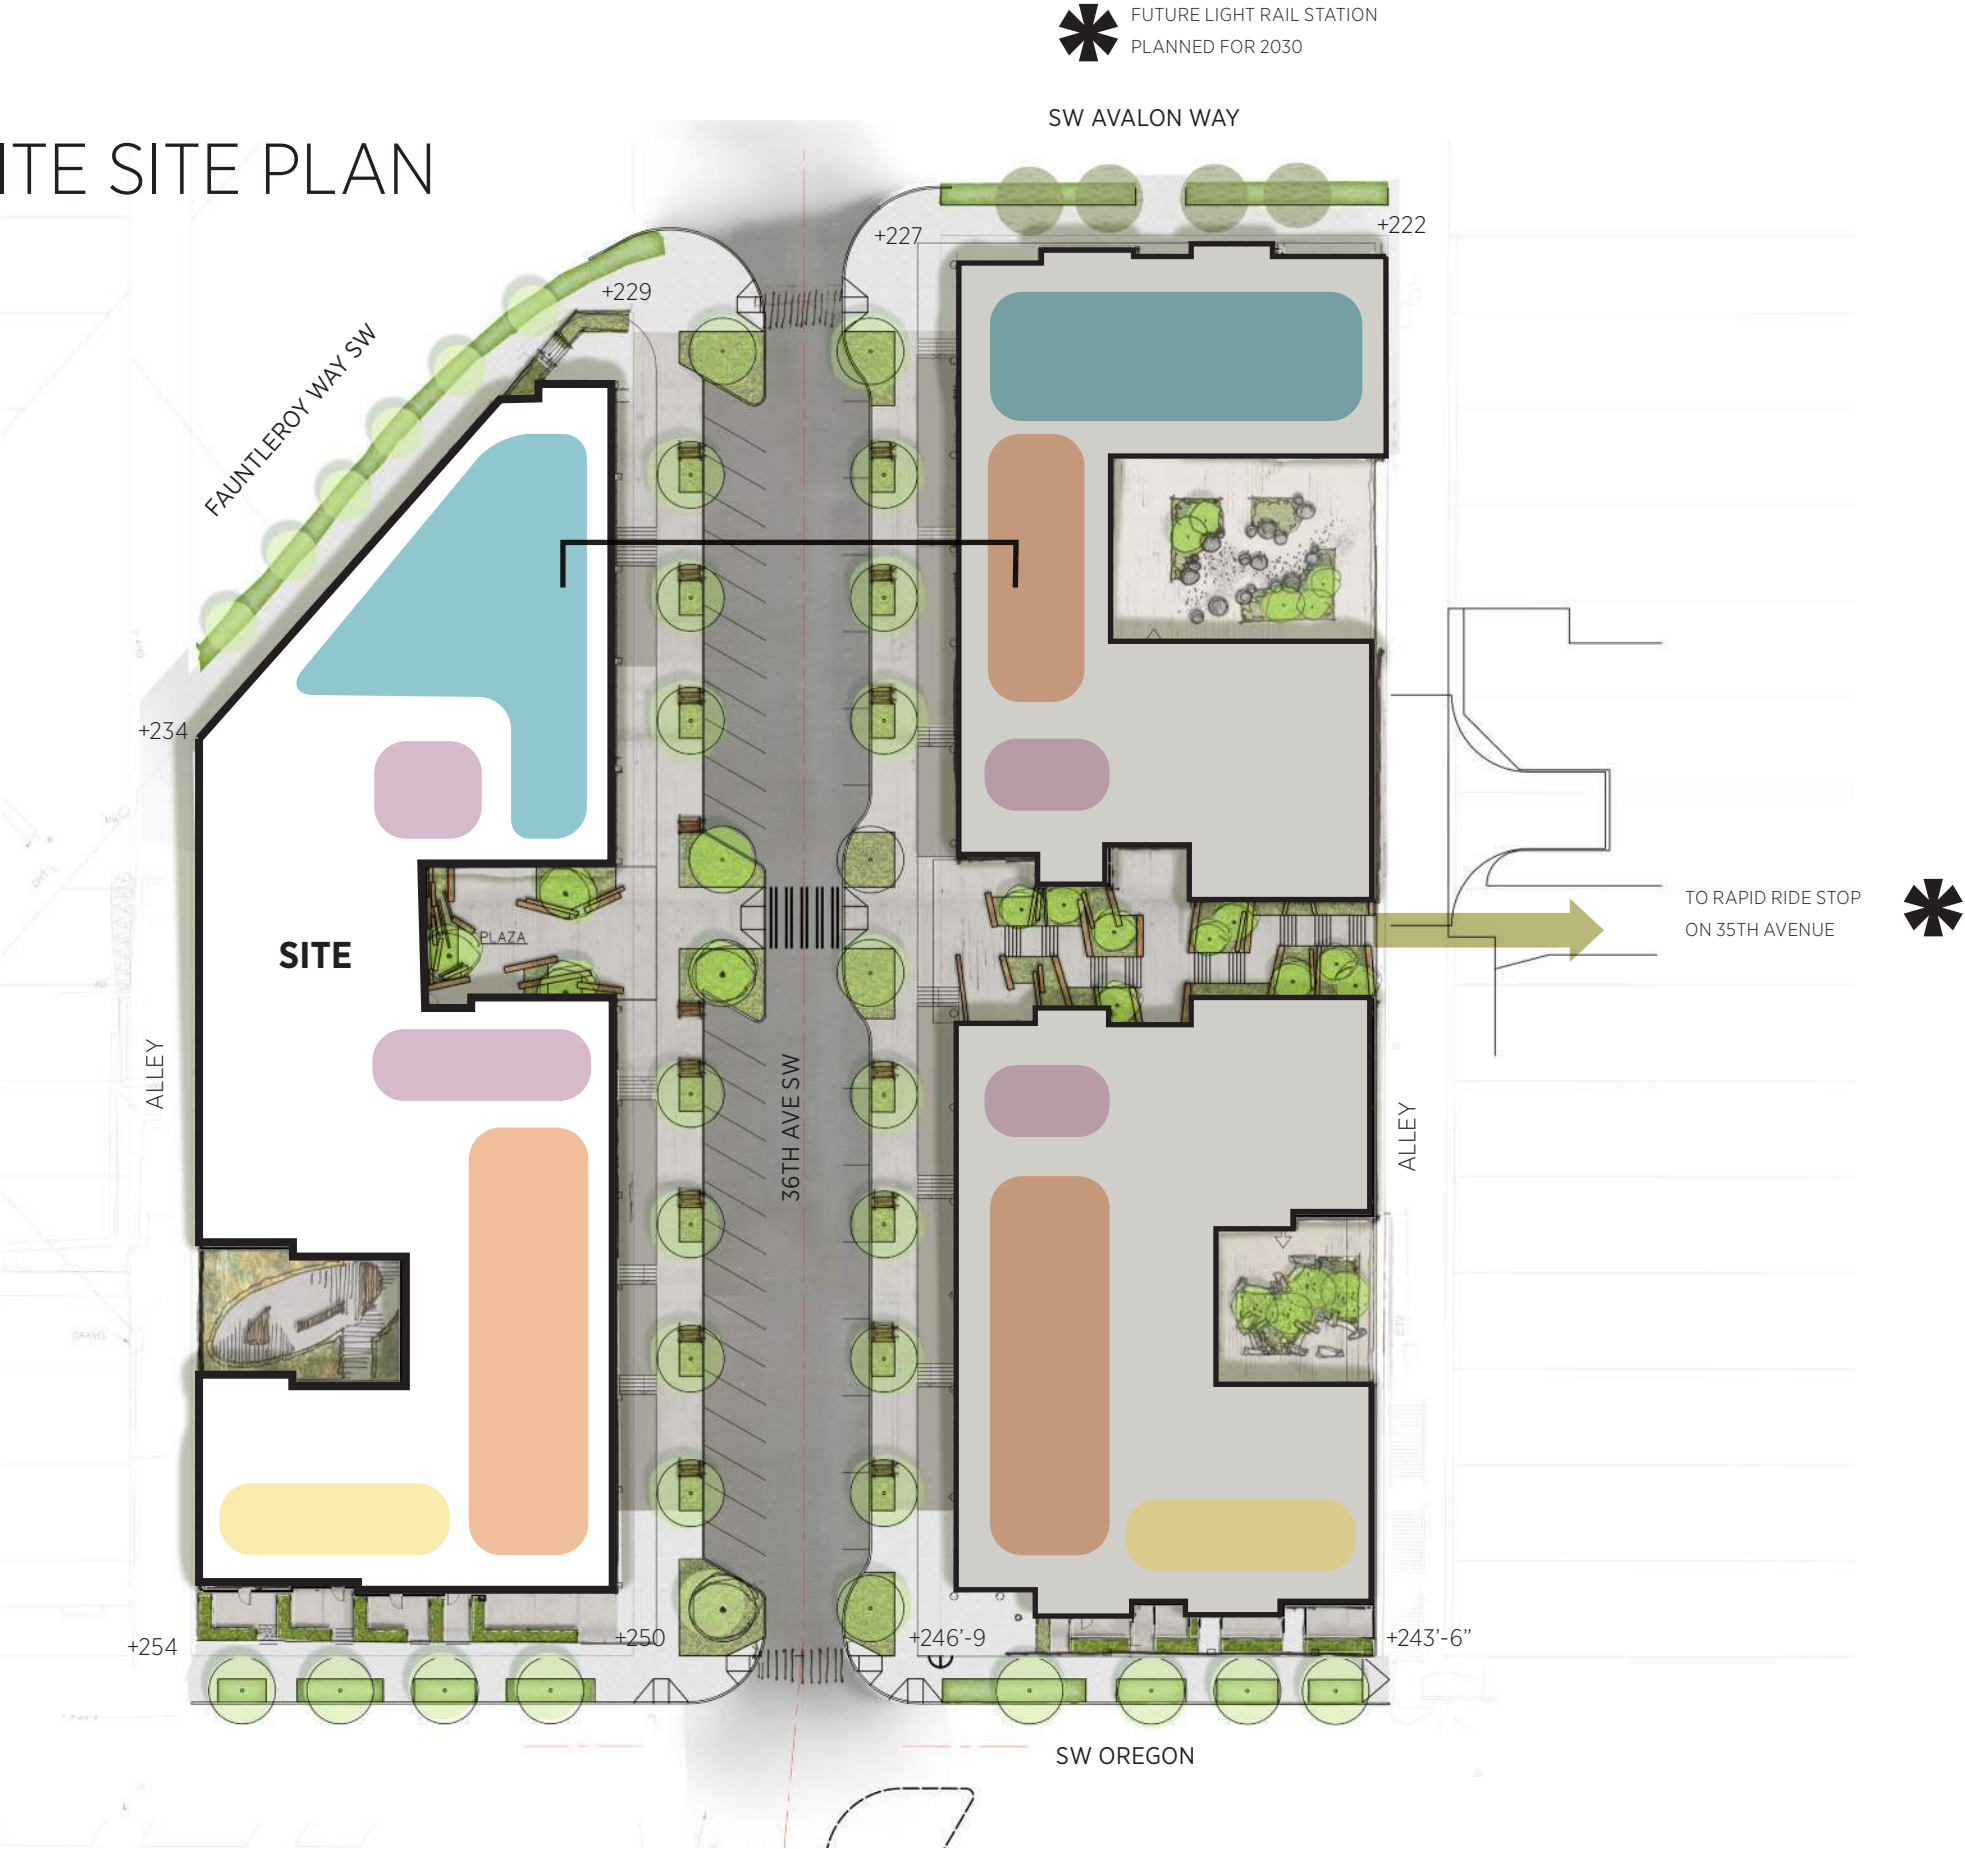 FUTURE LIGHT RAIL STATION
PLANNED FOR 2030
SW AVALON WAY
ITE SITE PLAN
+227
+222
+229
FAUNTLEROY WAY SW
+234
TO RAPID RIDE STOP
ON 35TH AVENUE
PLAZA
SITE
ALLEY
36TH AVE SW
ALLEY
GRAVEL
+254
+250
+246'-9
+243'-6"
SW OREGON